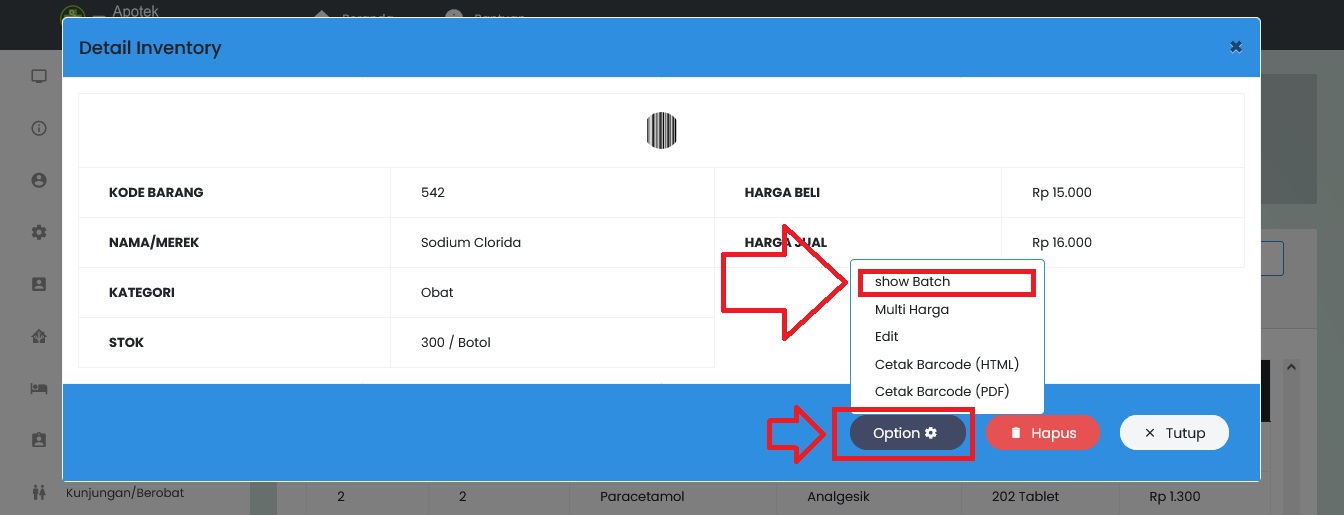 Apotek
Beranda
Bantuan
Detail Inventory
KODE BARANG 542 HARGA BELI Rp 15.000
NAMA/MEREK Sodium Clorida HARGA JUAL Rp 16.000
KATEGORI Obat
STOK 300 / Botol
show Batch
Multi Harga
Edit
Cetak Barcode (HTML)
Cetak Barcode (PDF)
Option Hapus Tutup
Kunjungan/Berobat
2 2 Paracetamol Analgesik 202 Tablet Rp 1.300